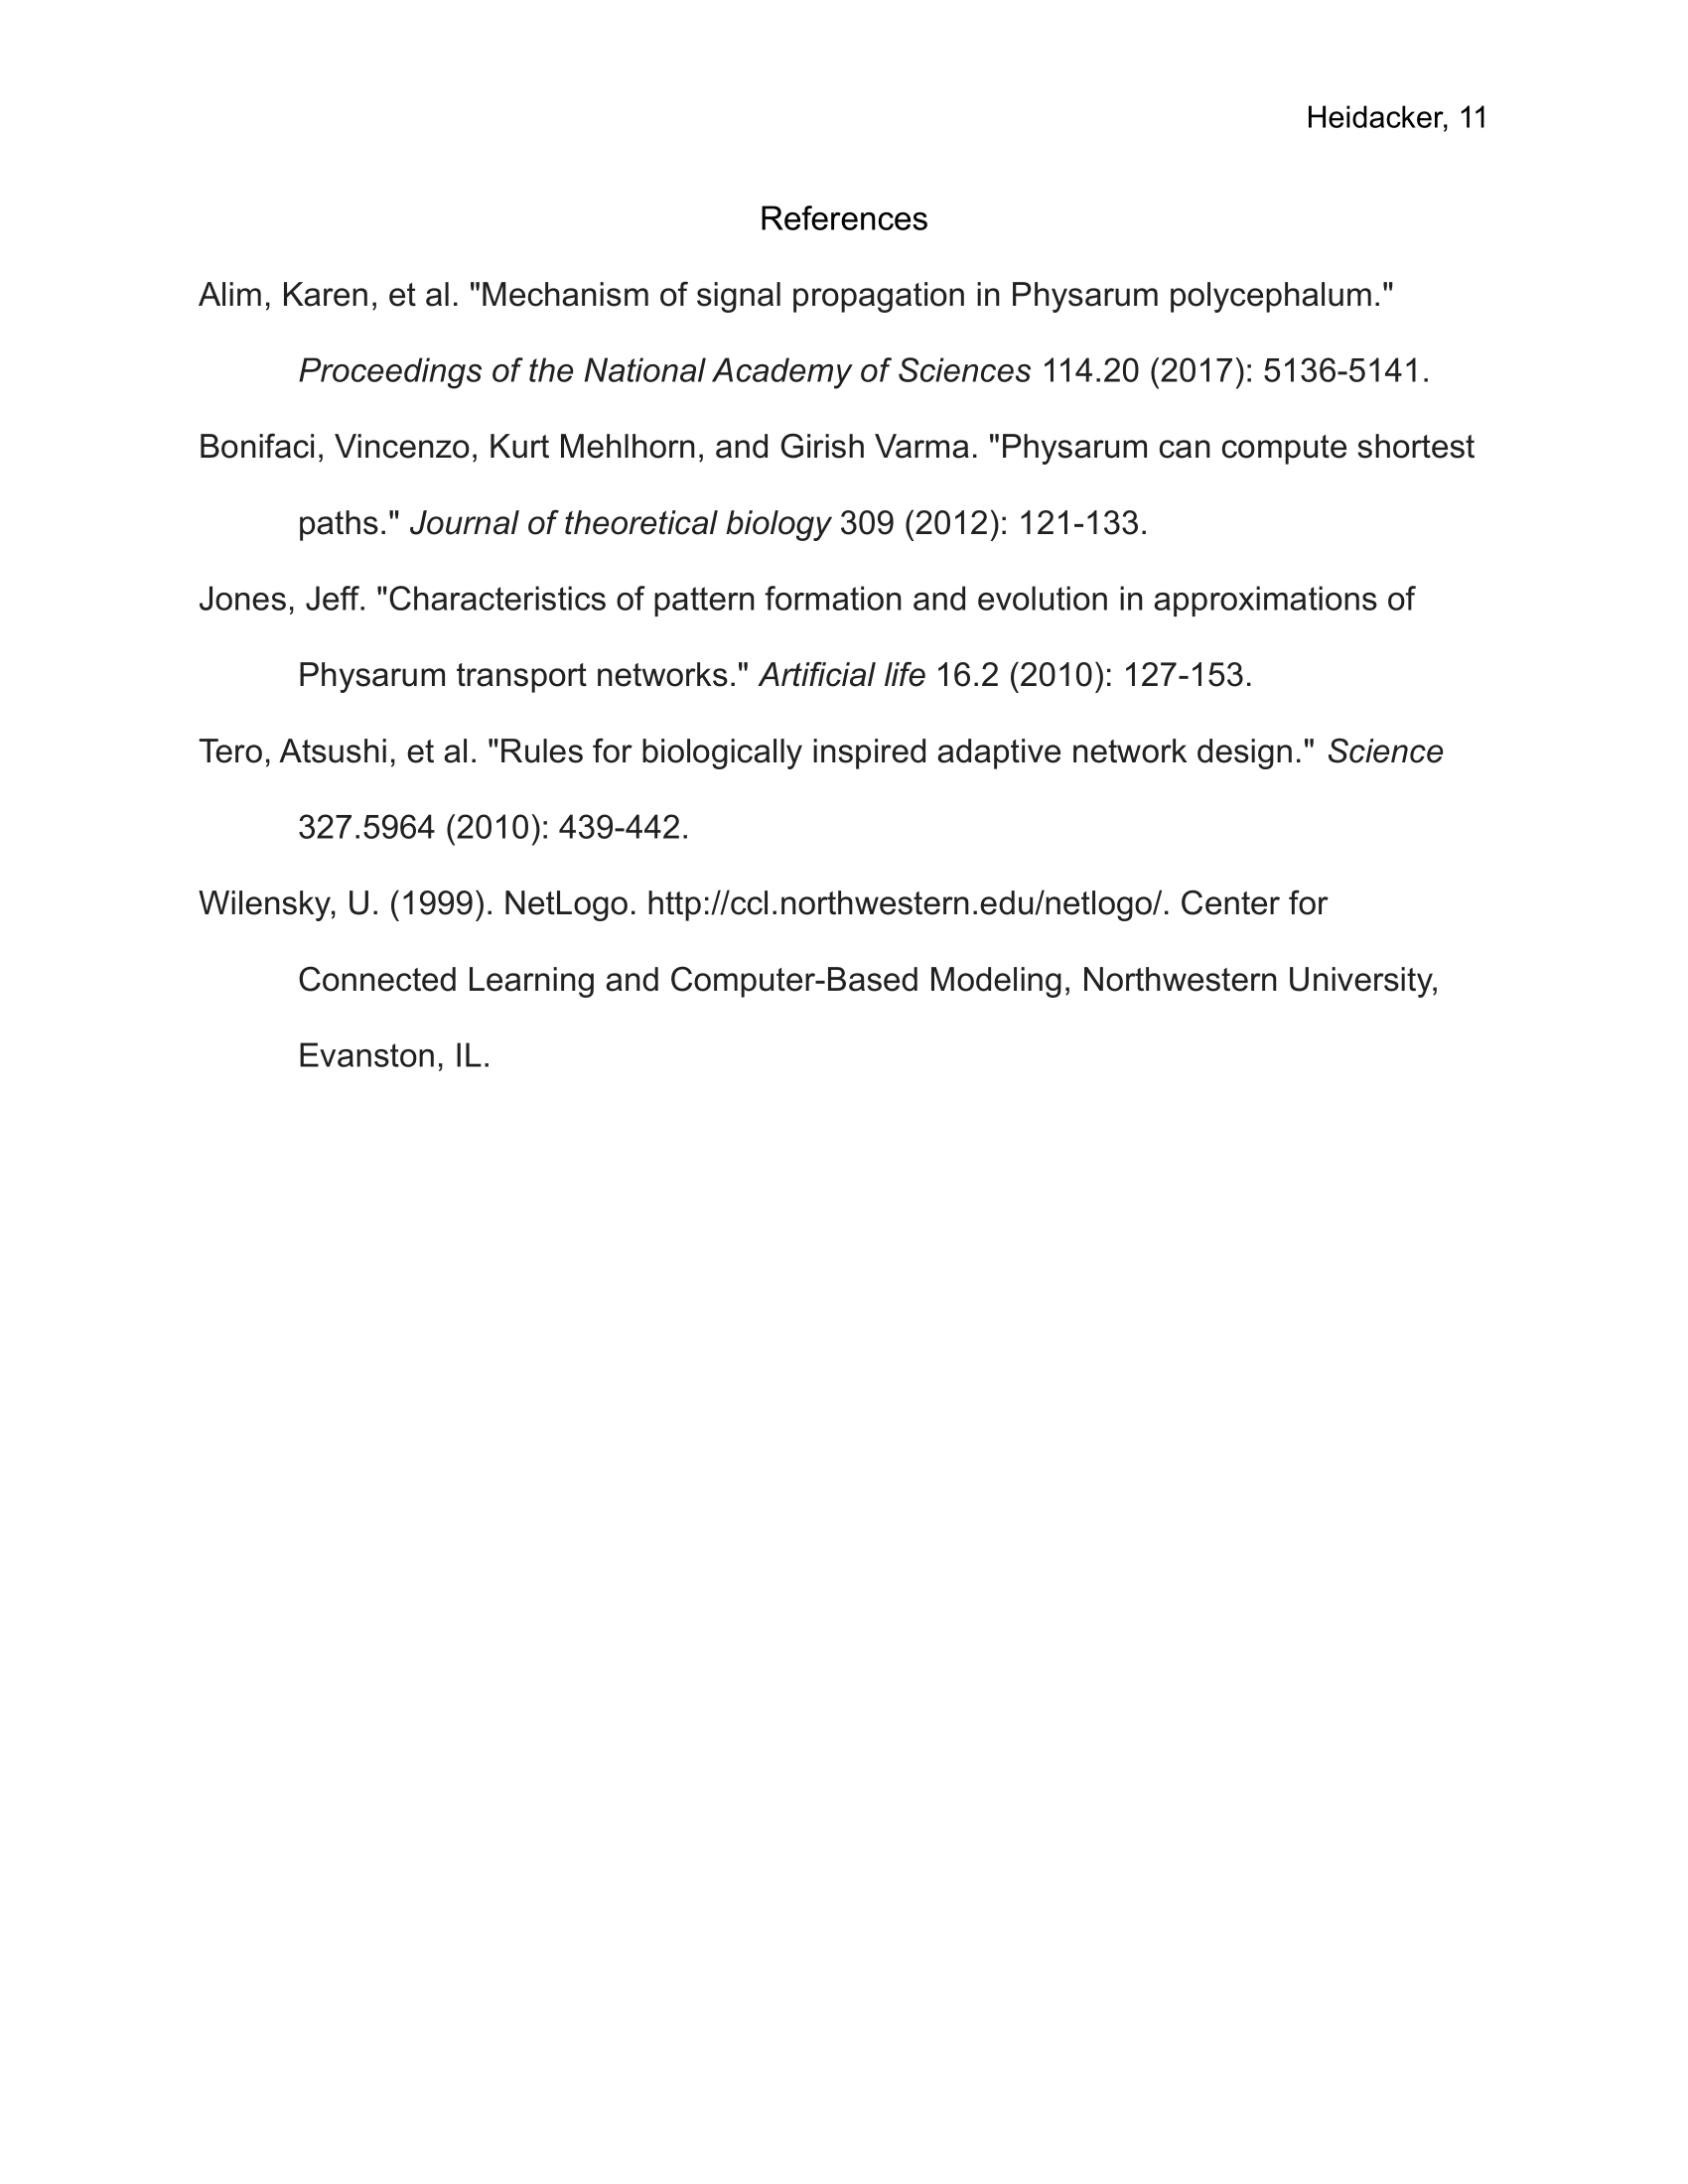 Heidacker, 11
References
Alim, Karen, et al. "Mechanism of signal propagation in Physarum polycephalum."
Proceedings of the National Academy of Sciences 114.20 (2017): 5136-5141.
Bonifaci, Vincenzo, Kurt Mehlhorn, and Girish Varma. "Physarum can compute shortest
paths." Journal of theoretical biology 309 (2012): 121-133.
Jones, Jeff. "Characteristics of pattern formation and evolution in approximations of
Physarum transport networks." Artificial life 16.2 (2010): 127-153.
Tero, Atsushi, et al. "Rules for biologically inspired adaptive network design." Science
327.5964 (2010): 439-442.
Wilensky, U. (1999). NetLogo. http://ccl.northwestern.edu/netlogo/. Center for
Connected Learning and Computer-Based Modeling, Northwestern University,
Evanston, IL.